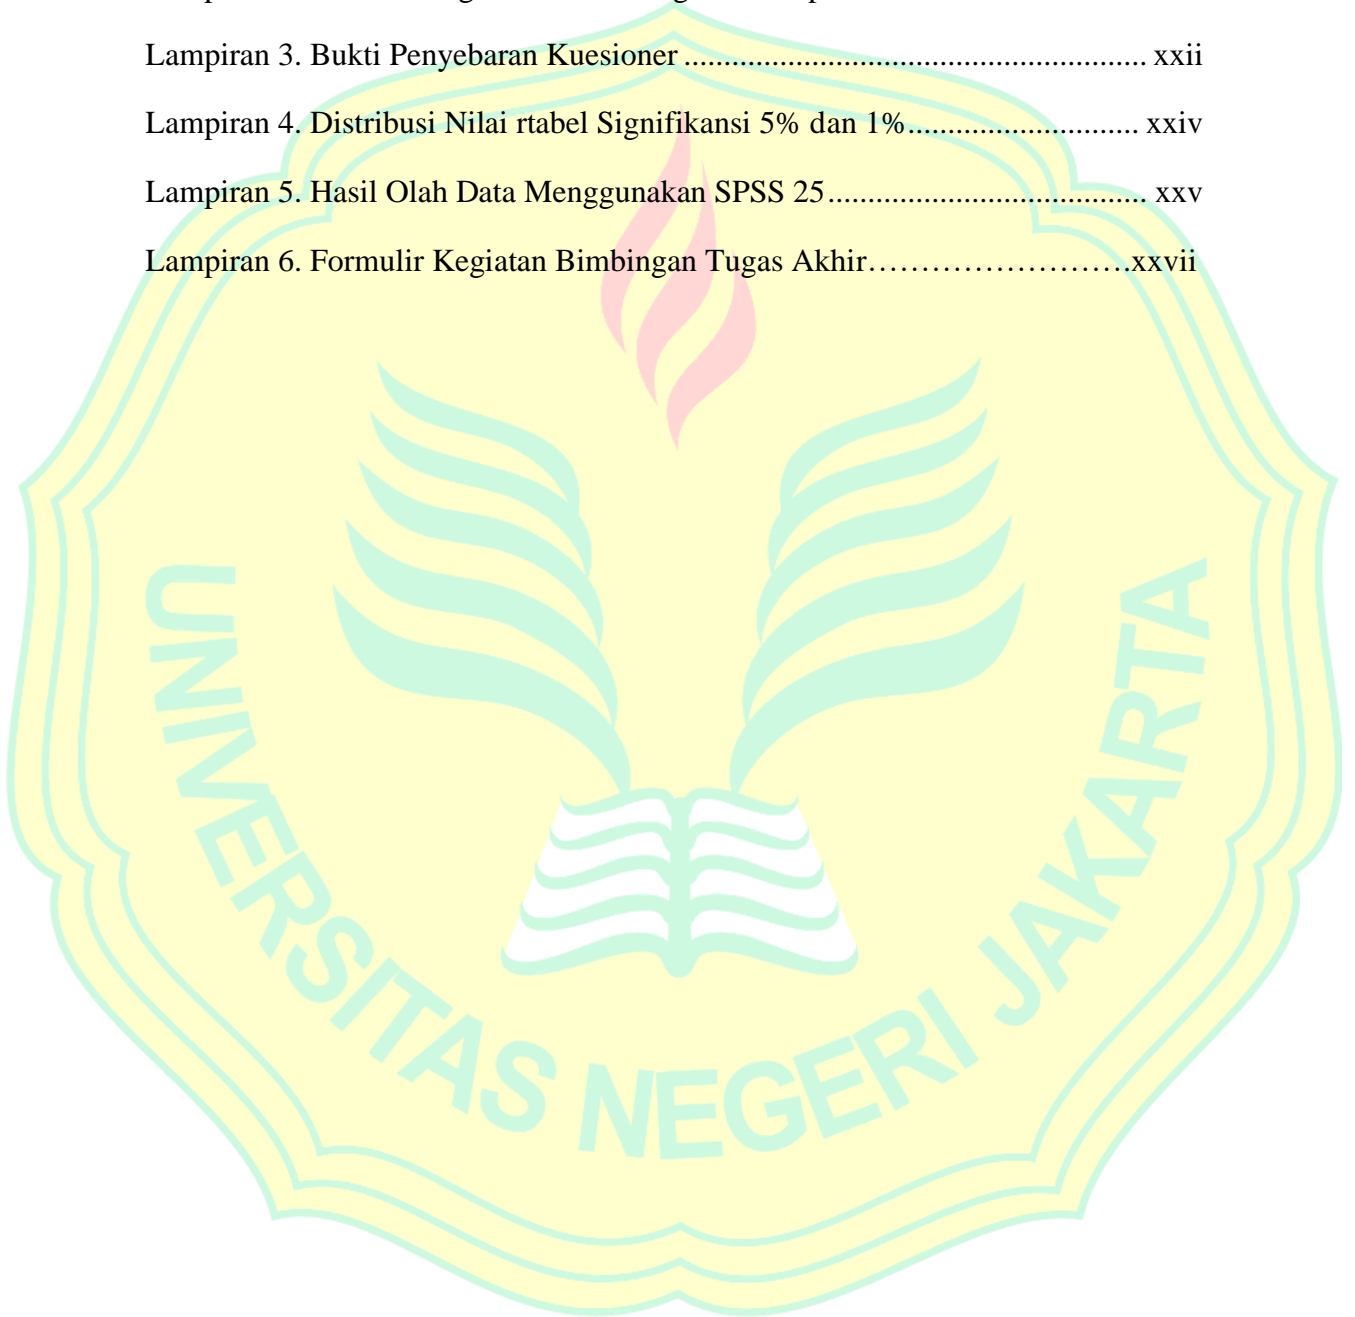 Lampiran 3. Bukti Penyebaran Kuesioner .......................................................... xxii
Lampiran 4. Distribusi Nilai rtabel Signifikansi 5% dan 1%............................. xxiv
Lampiran 5. Hasil Olah Data Menggunakan SPSS 25........................................ xxv
Lampiran 6. Formulir Kegiatan Bimbingan Tugas Akhir…………………….xxvii
UNIVERSITAS NEGERI JAKARTA